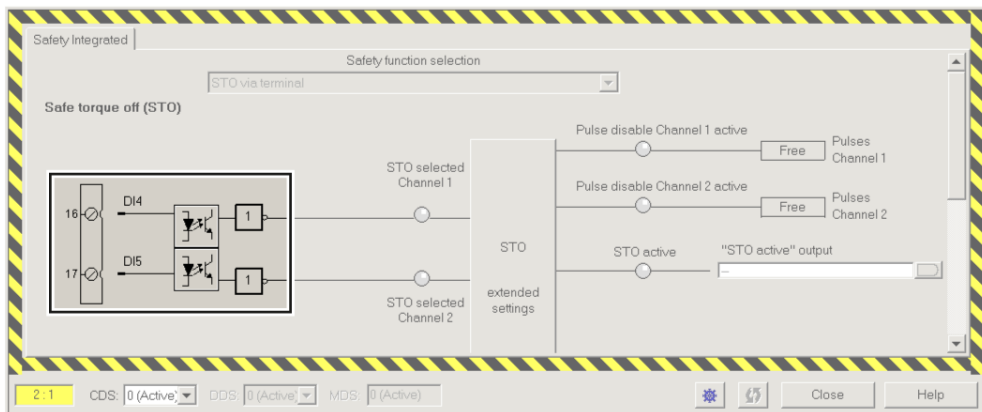 Safety Integrated
Safety function selection
STO via terminal
Safe torque off (STO)
Pulse disable Channel 1 active
Free
Pulses
Channel 1
STO selected
Channel 1
Pulse disable Channel 2 active
Free
Pulses
Channel 2
16
DI4
1
STO
STO active
"STO active" output
--
17
DI5
1
extended
settings
STO selected
Channel 2
2 : 1
CDS: 0 (Active)
DDS: 0 (Active)
MDS: 0 (Active)
Close
Help